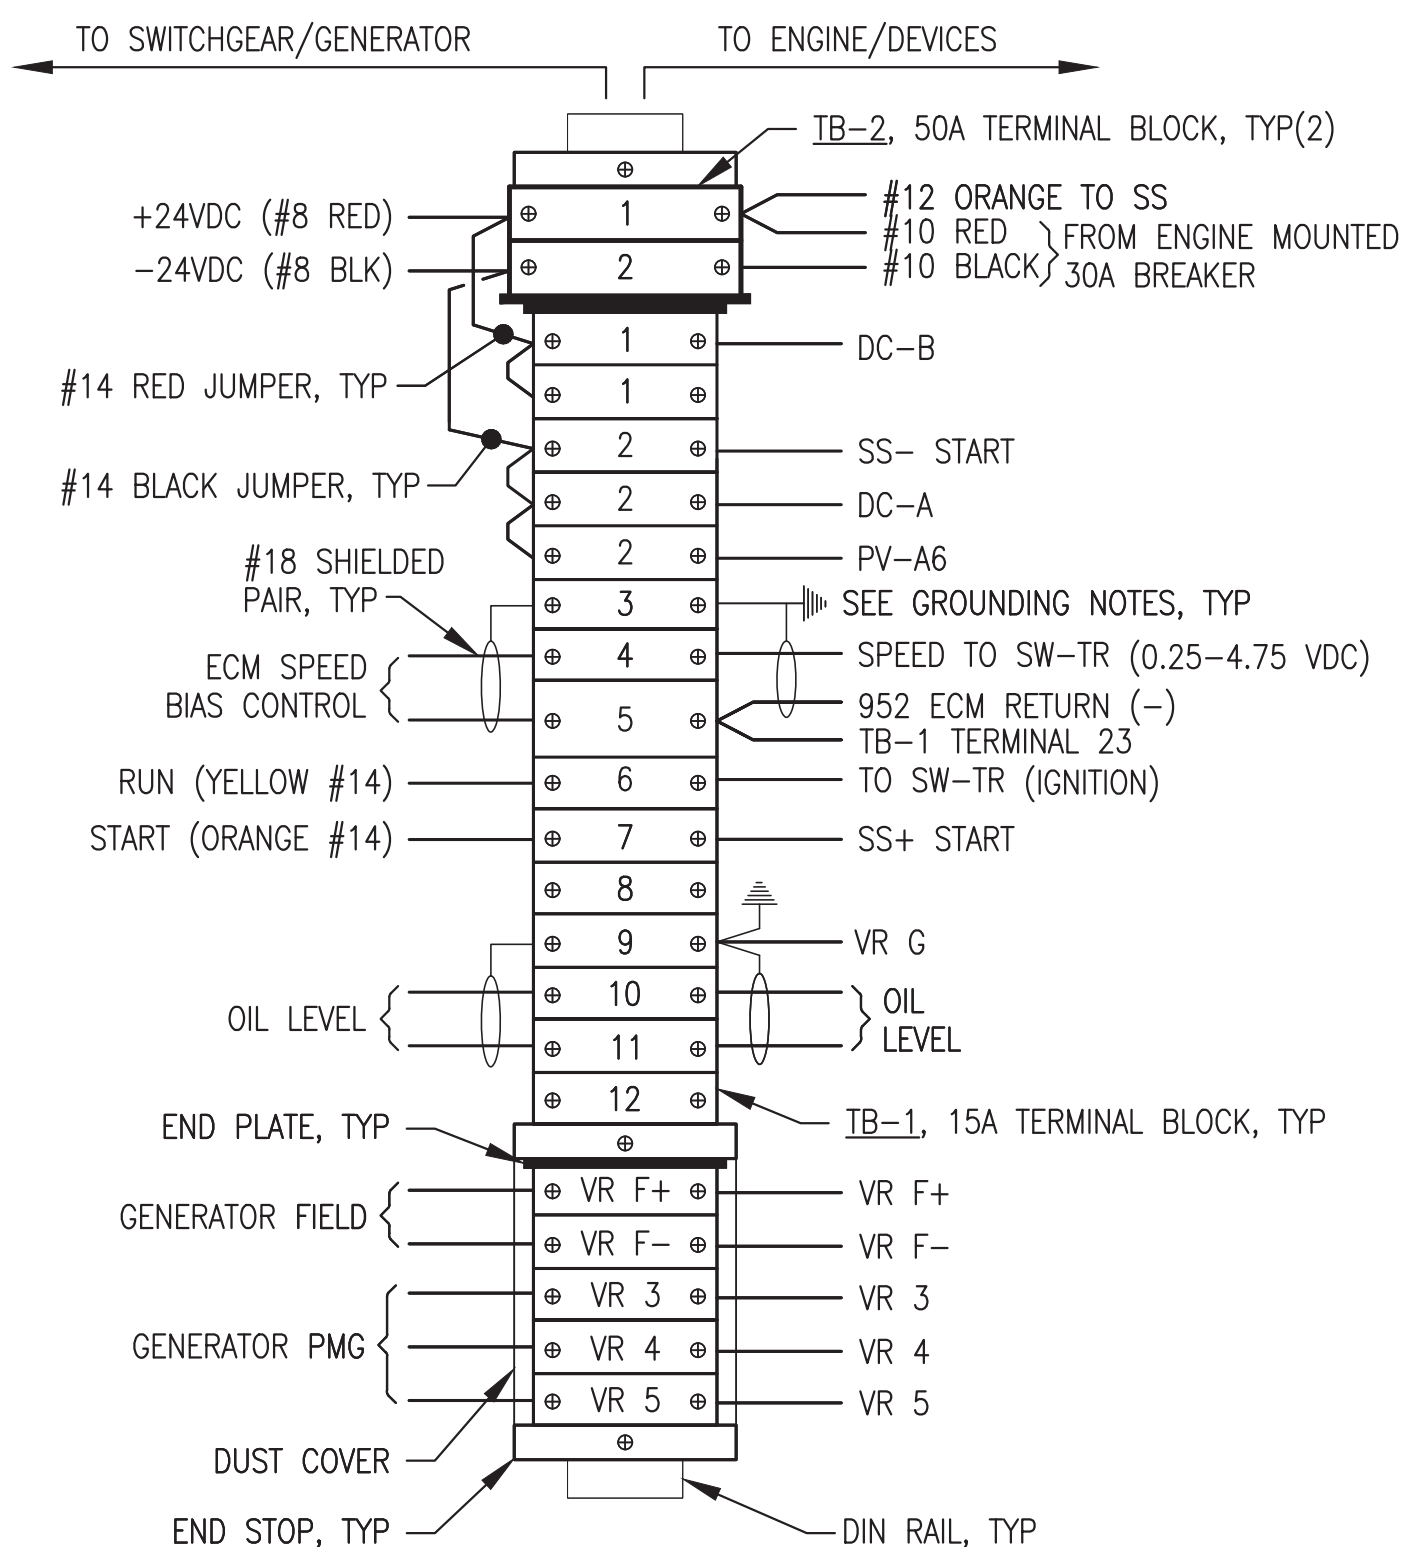 TO SWITCHGEAR/GENERATOR
TO ENGINE/DEVICES
TB-2, 50A TERMINAL BLOCK, TYP(2)
+24VDC (#8 RED)
1
#12 ORANGE TO SS
#10 RED
FROM ENGINE MOUNTED
-24VDC (#8 BLK)
2
#10 BLACK
30A BREAKER
1
DC-B
#14 RED JUMPER, TYP
1
2
SS- START
#14 BLACK JUMPER, TYP
2
DC-A
#18 SHIELDED
PAIR, TYP
2
PV-A6
3
SEE GROUNDING NOTES, TYP
ECM SPEED
BIAS CONTROL
4
SPEED TO SW-TR (0.25-4.75 VDC)
5
952 ECM RETURN (-)
TB-1 TERMINAL 23
RUN (YELLOW #14)
6
TO SW-TR (IGNITION)
START (ORANGE #14)
7
SS+ START
8
9
VR G
OIL LEVEL
10
OIL
LEVEL
11
12
END PLATE, TYP
TB-1, 15A TERMINAL BLOCK, TYP
GENERATOR FIELD
VR F+
VR F+
VR F-
VR F-
GENERATOR PMG
VR 3
VR 3
VR 4
VR 4
VR 5
VR 5
DUST COVER
END STOP, TYP
DIN RAIL, TYP